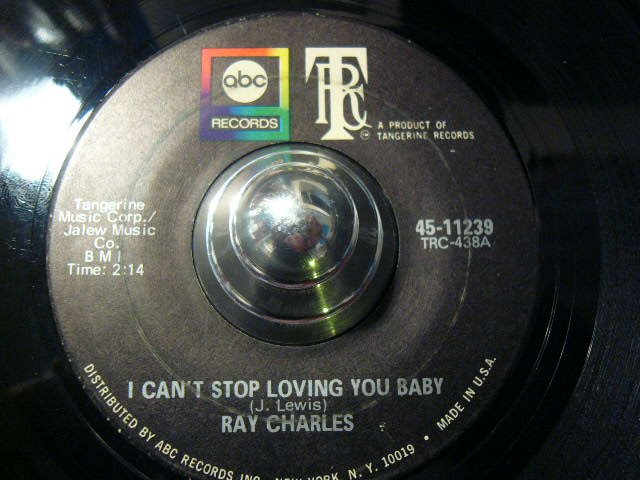 abc
RECORDS
TRC
A PRODUCT OF
TANGERINE RECORDS
Tangerine
Music Corp./
Jalew Music
Co.
B M I
Time: 2:14
45-11239
TRC-438A
I CAN'T STOP LOVING YOU BABY
(J. Lewis)
RAY CHARLES
DISTRIBUTED BY ABC RECORDS INC., NEW YORK, N. Y. 10019 • MADE IN U.S.A.